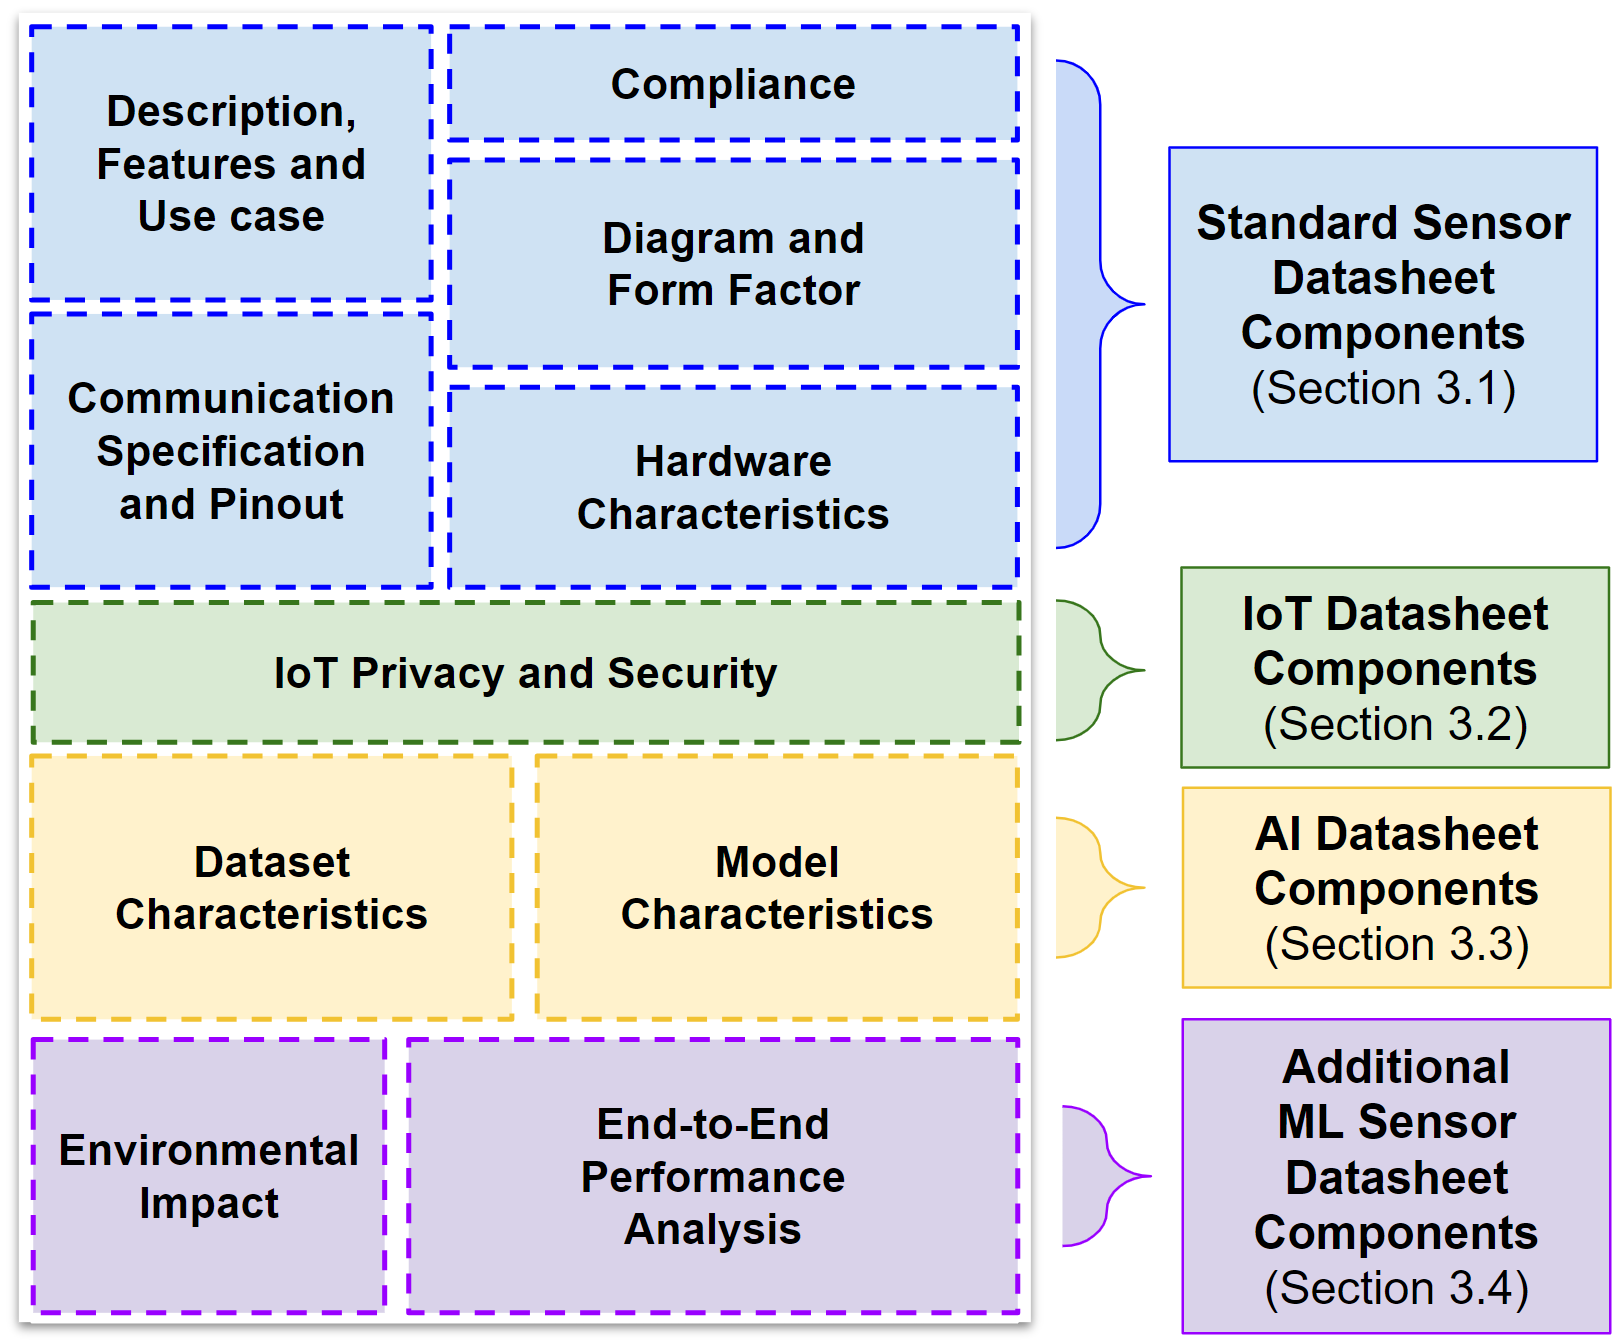 Description,
Features and
Use case
Compliance
Diagram and
Form Factor
Communication
Specification
and Pinout
Hardware
Characteristics
Standard Sensor
Datasheet
Components
(Section 3.1)
IoT Privacy and Security
IoT Datasheet
Components
(Section 3.2)
Dataset
Characteristics
Model
Characteristics
AI Datasheet
Components
(Section 3.3)
Environmental
Impact
End-to-End
Performance
Analysis
Additional
ML Sensor
Datasheet
Components
(Section 3.4)